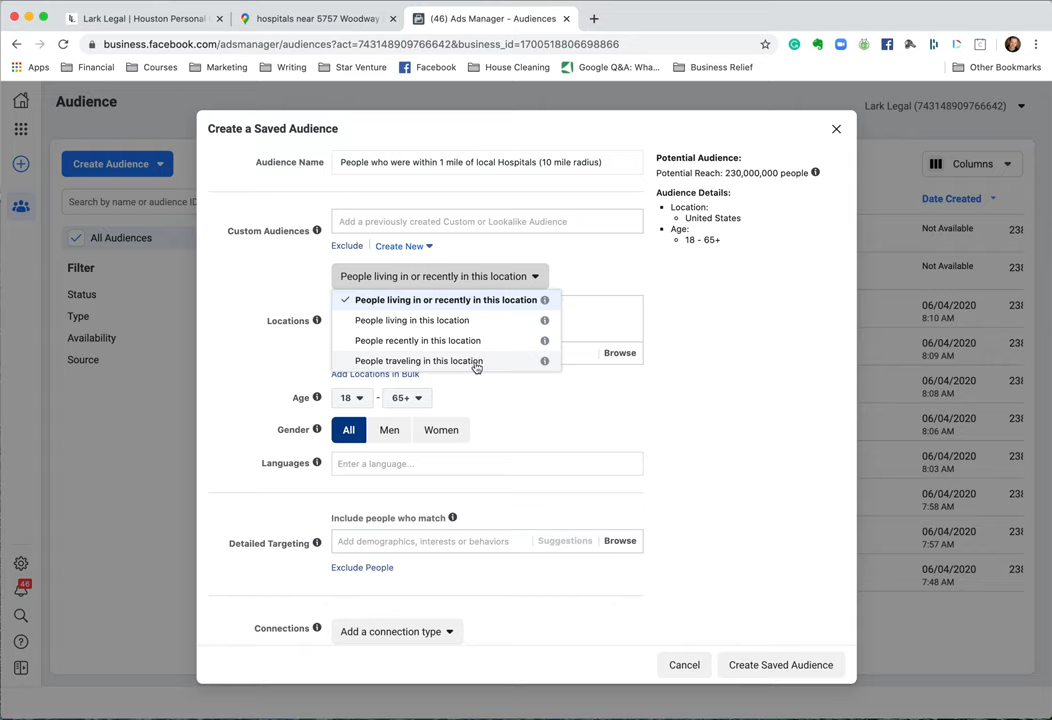 Lark Legal | Houston Personal
hospitals near 5757 Woodway
(46) Ads Manager - Audiences
business.facebook.com/adsmanager/audiences?act=743148909766642&business_id=1700518806698866
Apps
Financial
Courses
Marketing
Writing
Star Venture
Facebook
House Cleaning
Google Q&A: Wha...
Business Relief
Other Bookmarks
Audience
Lark Legal (743148909766642)
Create Audience
Columns
Search by name or audience ID
Date Created
All Audiences
Filter
Status
Type
Availability
Source
Not Available
Not Available
06/04/2020
8:10 AM
238
06/04/2020
8:09 AM
238
06/04/2020
8:08 AM
238
06/04/2020
8:06 AM
238
06/04/2020
8:03 AM
238
06/04/2020
7:58 AM
238
06/04/2020
7:57 AM
238
06/04/2020
7:48 AM
238
46
Create a Saved Audience
Audience Name
People who were within 1 mile of local Hospitals (10 mile radius)
Custom Audiences
Add a previously created Custom or Lookalike Audience
Exclude
Create New
People living in or recently in this location
People living in or recently in this location
People living in this location
People recently in this location
People traveling in this location
Locations
Browse
Add Locations in Bulk
Age
18
-
65+
Gender
All
Men
Women
Languages
Enter a language...
Include people who match
Detailed Targeting
Add demographics, interests or behaviors
Suggestions
Browse
Exclude People
Connections
Add a connection type
Potential Audience:
Potential Reach: 230,000,000 people
Audience Details:
Location:
United States
Age:
18 - 65+
Cancel
Create Saved Audience